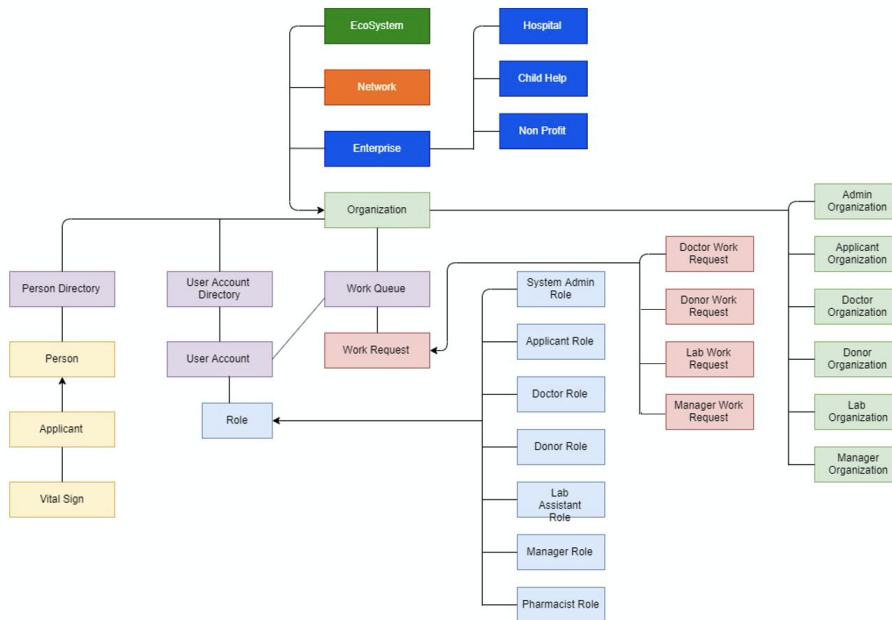 EcoSystem
Hospital
Network
Child Help
Enterprise
Non Profit
Organization
Admin
Organization
Applicant
Organization
Doctor
Organization
Donor
Organization
Lab
Organization
Manager
Organization
Person Directory
User Account
Directory
Work Queue
Doctor Work
Request
Donor Work
Request
Lab Work
Request
Manager Work
Request
Person
User Account
Work Request
Applicant
Role
Vital Sign
System Admin
Role
Applicant Role
Doctor Role
Donor Role
Lab
Assistant
Role
Manager Role
Pharmacist Role